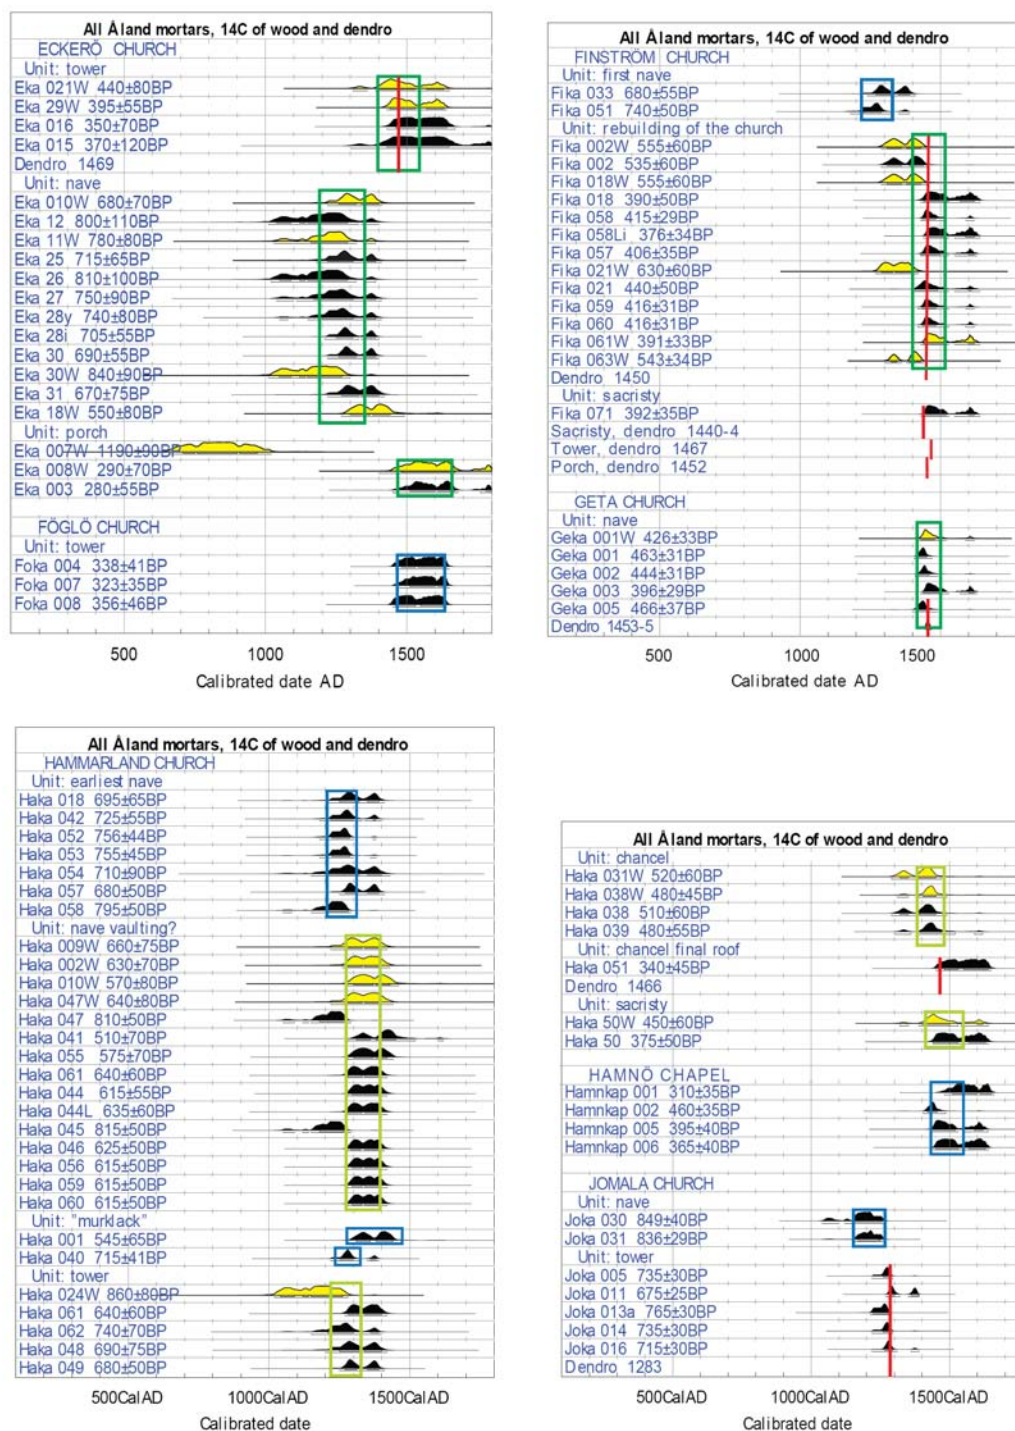 All Åland mortars, 14C of wood and dendro
ECKERÖ CHURCH
Unit: tower
Eka 021W 440±80BP
Eka 29W 395±55BP
Eka 016 350±70BP
Eka 015 370±120BP
Dendro 1469
Unit: nave
Eka 010W 680±70BP
Eka 12 800±110BP
Eka 11W 780±80BP
Eka 25 715±65BP
Eka 26 810±100BP
Eka 27 750±90BP
Eka 28y 740±80BP
Eka 28i 705±55BP
Eka 30 690±55BP
Eka 30W 840±90BP
Eka 31 670±75BP
Eka 18W 550±80BP
Unit: porch
Eka 007W 1190±90BP
Eka 008W 290±70BP
Eka 003 280±55BP
FÖGLÖ CHURCH
Unit: tower
Foka 004 338±41BP
Foka 007 323±35BP
Foka 008 356±46BP
500 1000 1500
Calibrated date AD
All Åland mortars, 14C of wood and dendro
FINSTRÖM CHURCH
Unit: first nave
Fika 033 680±55BP
Fika 051 740±50BP
Unit: rebuilding of the church
Fika 002W 555±60BP
Fika 002 535±60BP
Fika 018W 555±60BP
Fika 018 390±50BP
Fika 058 415±29BP
Fika 058Li 376±34BP
Fika 057 406±35BP
Fika 021W 630±60BP
Fika 021 440±50BP
Fika 059 416±31BP
Fika 060 416±31BP
Fika 061W 391±33BP
Fika 063W 543±34BP
Dendro 1450
Unit: sacristy
Fika 071 392±35BP
Sacristy, dendro 1440-4
Tower, dendro 1467
Porch, dendro 1452
GETA CHURCH
Unit: nave
Geka 001W 426±33BP
Geka 001 463±31BP
Geka 002 444±31BP
Geka 003 396±29BP
Geka 005 466±37BP
Dendro 1453-5
500 1000 1500
Calibrated date AD
All Åland mortars, 14C of wood and dendro
HAMMARLAND CHURCH
Unit: earliest nave
Haka 018 695±65BP
Haka 042 725±55BP
Haka 052 756±44BP
Haka 053 755±45BP
Haka 054 710±90BP
Haka 057 680±50BP
Haka 058 795±50BP
Unit: nave vaulting?
Haka 009W 660±75BP
Haka 002W 630±70BP
Haka 010W 570±80BP
Haka 047W 640±80BP
Haka 047 810±50BP
Haka 041 510±70BP
Haka 055 575±70BP
Haka 061 640±60BP
Haka 044 615±55BP
Haka 044L 635±60BP
Haka 045 815±50BP
Haka 046 625±50BP
Haka 056 615±50BP
Haka 059 615±50BP
Haka 060 615±50BP
Unit: "murklack"
Haka 001 545±65BP
Haka 040 715±41BP
Unit: tower
Haka 024W 860±80BP
Haka 061 640±60BP
Haka 062 740±70BP
Haka 048 690±75BP
Haka 049 680±50BP
500CalAD 1000CalAD 1500CalAD
Calibrated date
All Åland mortars, 14C of wood and dendro
Unit: chancel
Haka 031W 520±60BP
Haka 038W 480±45BP
Haka 038 510±60BP
Haka 039 480±55BP
Unit: chancel final roof
Haka 051 340±45BP
Dendro 1466
Unit: sacristy
Haka 50W 450±60BP
Haka 50 375±50BP
HAMNÖ CHAPEL
Hamnkap 001 310±35BP
Hamnkap 002 460±35BP
Hamnkap 005 395±40BP
Hamnkap 006 365±40BP
JOMALA CHURCH
Unit: nave
Joka 030 849±40BP
Joka 031 836±29BP
Unit: tower
Joka 005 735±30BP
Joka 011 675±25BP
Joka 013a 765±30BP
Joka 014 735±30BP
Joka 016 715±30BP
Dendro 1283
500CalAD 1000CalAD 1500CalAD
Calibrated date